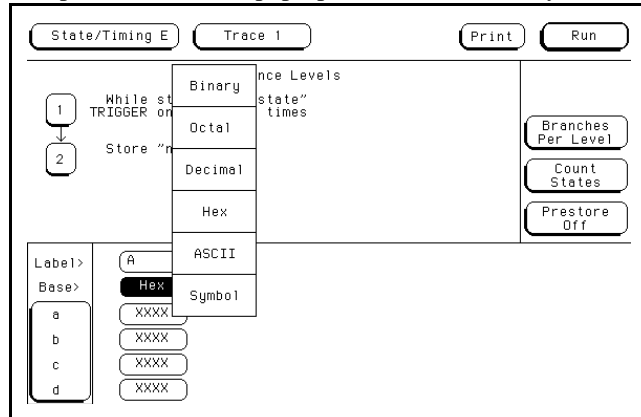 State/Timing E Trace 1 Print Run
nce Levels
While st state"
1 TRIGGER on times
2 Store "n
Binary
Octal
Decimal
Hex
ASCII
Symbol
Branches
Per Level
Count
States
Prestore
Off
Label> A
Base> Hex
a XXXX
b XXXX
c XXXX
d XXXX